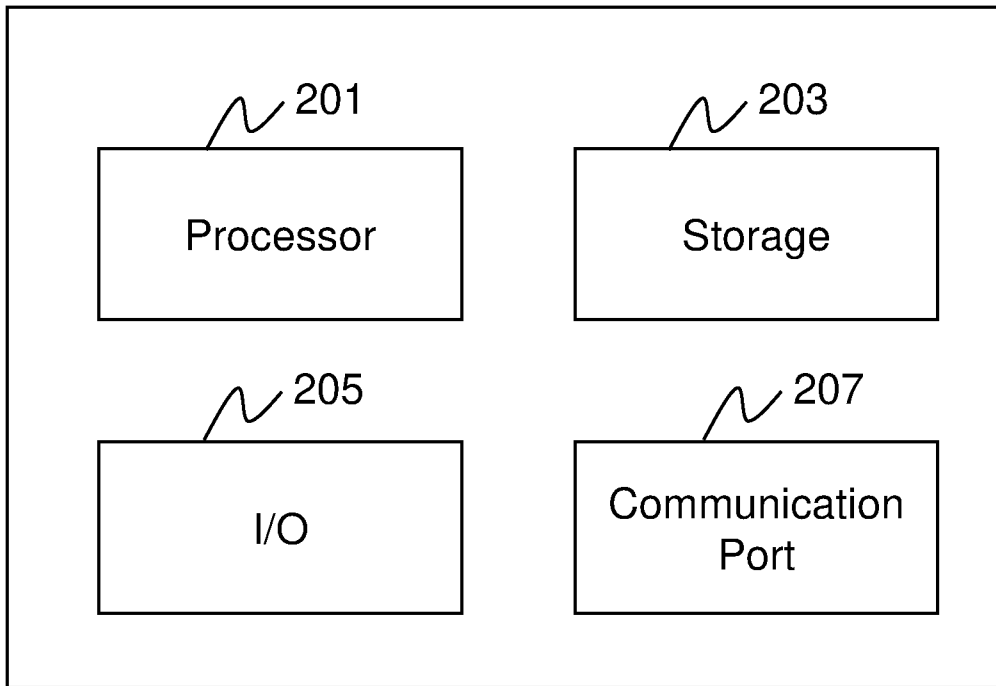 201
Processor
203
Storage
205
I/O
207
Communication
Port